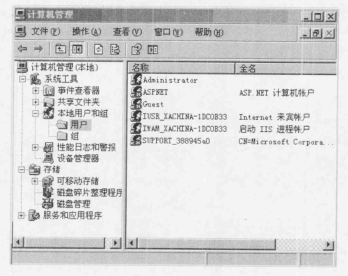 计算机管理
文件(F) 操作(A) 查看(V) 窗口(W) 帮助(H)
计算机管理(本地)
系统工具
事件查看器
共享文件夹
本地用户和组
用户
组
性能日志和警报
设备管理器
存储
可移动存储
磁盘碎片整理程序
磁盘管理
服务和应用程序
名称 全名
Administrator
ASPNET ASP.NET 计算机帐户
Guest
IUSR_XACHINA-1DCOB33 Internet 来宾帐户
IWAM_XACHINA-1DCOB33 启动 IIS 进程帐户
SUPPORT_388945a0 CN=Microsoft Corpora...